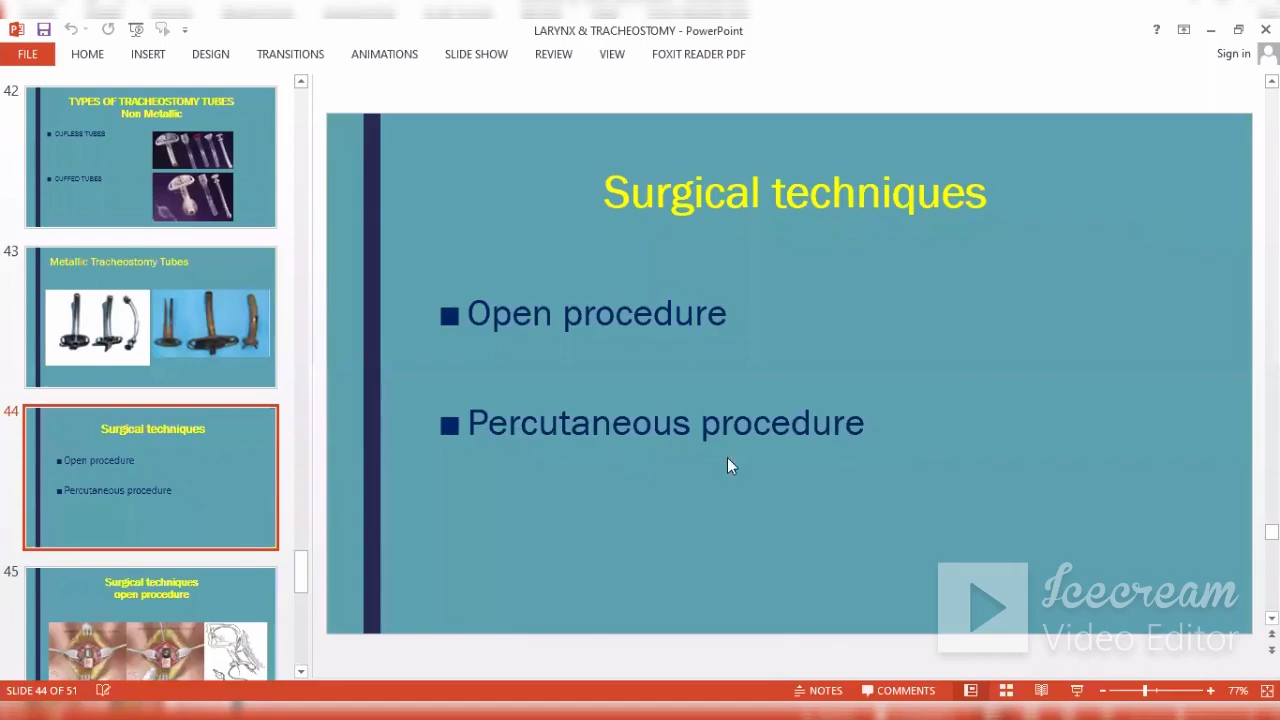 LARYNX & TRACHEOSTOMY - PowerPoint
?
FILE
HOME
INSERT
DESIGN
TRANSITIONS
ANIMATIONS
SLIDE SHOW
REVIEW
VIEW
FOXIT READER PDF
Sign in
42
TYPES OF TRACHEOSTOMY TUBES
Non Metallic
CUFLESS TUBES
CUFFED TUBES
43
Metallic Tracheostomy Tubes
44
Surgical techniques
Open procedure
Percutaneous procedure
45
Surgical techniques
open procedure
Surgical techniques
Open procedure
Percutaneous procedure
Icecream
Video Editor
SLIDE 44 OF 51
NOTES
COMMENTS
77%